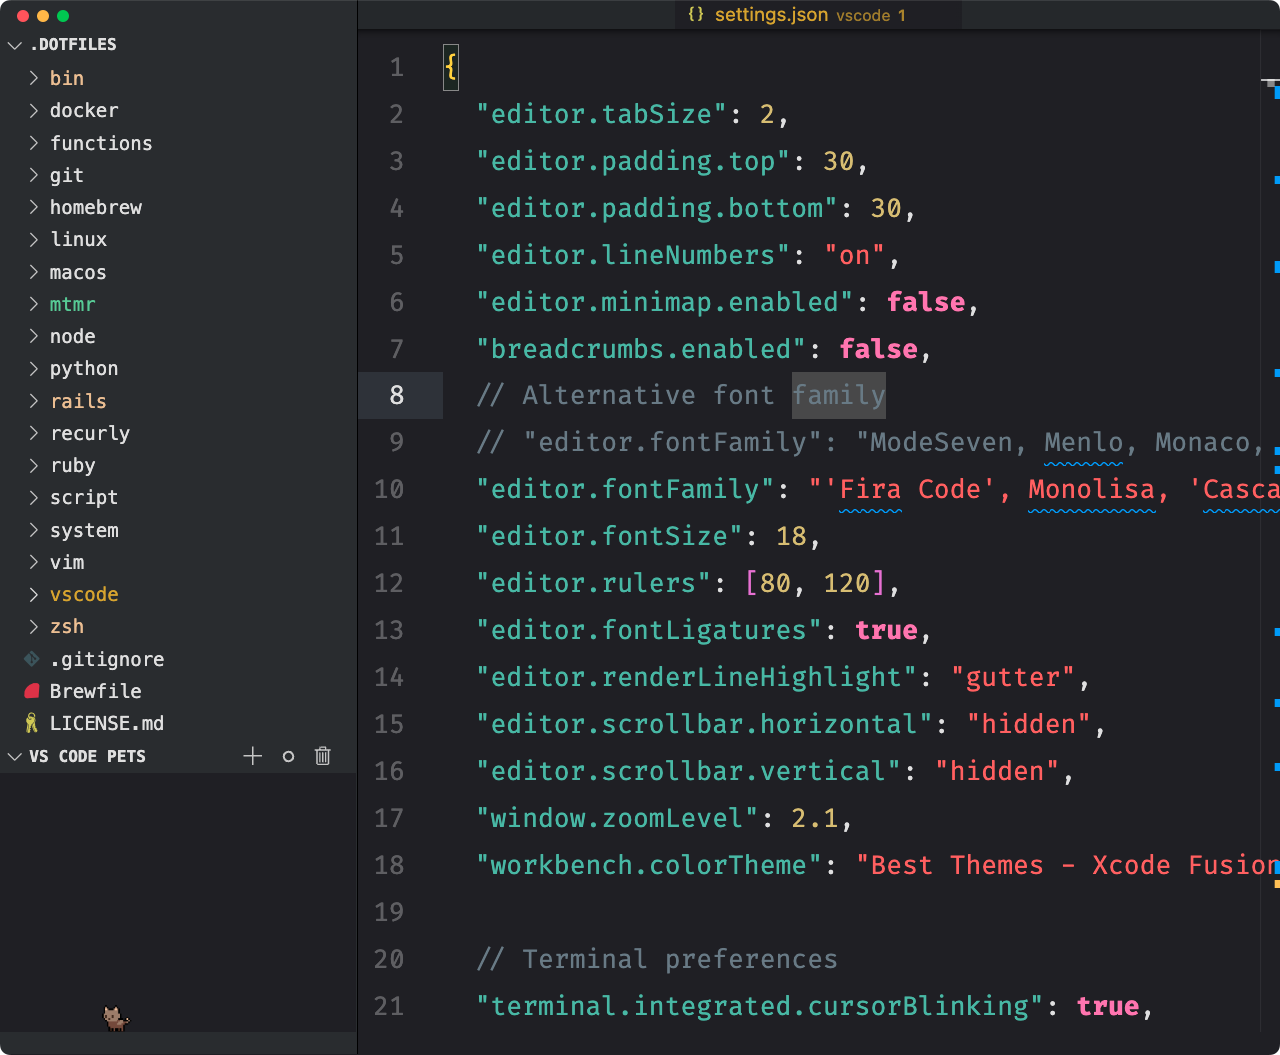 {} settings.json vscode 1
.DOTFILES
bin
docker
functions
git
homebrew
linux
macos
mtmr
node
python
rails
recurly
ruby
script
system
vim
vscode
zsh
.gitignore
Brewfile
LICENSE.md
VS CODE PETS
1 {
2 "editor.tabSize": 2,
3 "editor.padding.top": 30,
4 "editor.padding.bottom": 30,
5 "editor.lineNumbers": "on",
6 "editor.minimap.enabled": false,
7 "breadcrumbs.enabled": false,
8 // Alternative font family
9 // "editor.fontFamily": "ModeSeven, Menlo, Monaco,
10 "editor.fontFamily": "'Fira Code', Monolisa, 'Casca
11 "editor.fontSize": 18,
12 "editor.rulers": [80, 120],
13 "editor.fontLigatures": true,
14 "editor.renderLineHighlight": "gutter",
15 "editor.scrollbar.horizontal": "hidden",
16 "editor.scrollbar.vertical": "hidden",
17 "window.zoomLevel": 2.1,
18 "workbench.colorTheme": "Best Themes - Xcode Fusion
19
20 // Terminal preferences
21 "terminal.integrated.cursorBlinking": true,